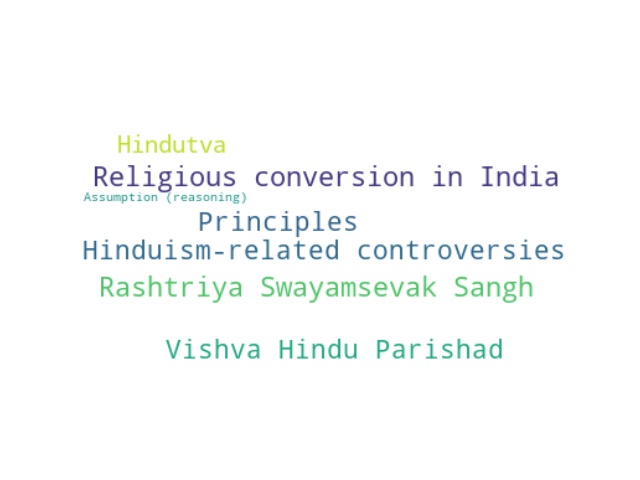 Hindutva
Religious conversion in India
Assumption (reasoning)
Principles
Hinduism-related controversies
Rashtriya Swayamsevak Sangh
Vishva Hindu Parishad